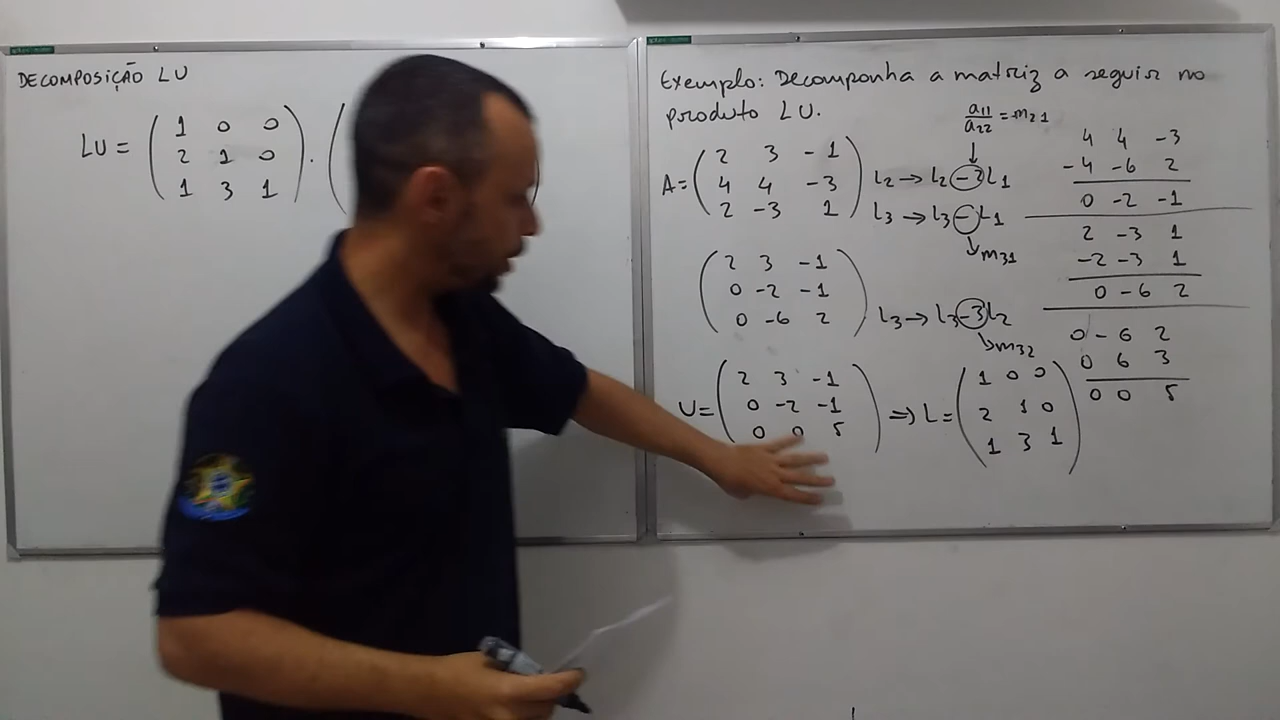 DECOMPOSIÇÃO LU
LU = ( 1 0 0
2 1 0
1 3 1 ) . (
Exemplo: Decomponha a matriz a seguir no
produto LU.
a11/a22 = m21
A = ( 2 3 -1
4 4 -3
2 -3 1 )
L2 → L2 -2L1
L3 → L3 - L1
m31
( 2 3 -1
0 -2 -1
0 -6 2 )
L3 → L3 -3L2
m32
U = ( 2 3 -1
0 -2 -1
0 0 5 )
⇒ L = ( 1 0 0
2 1 0
1 3 1 )
4 4 -3
-4 -6 2
0 -2 -1
2 -3 1
-2 -3 1
0 -6 2
0 -6 2
0 6 3
0 0 5